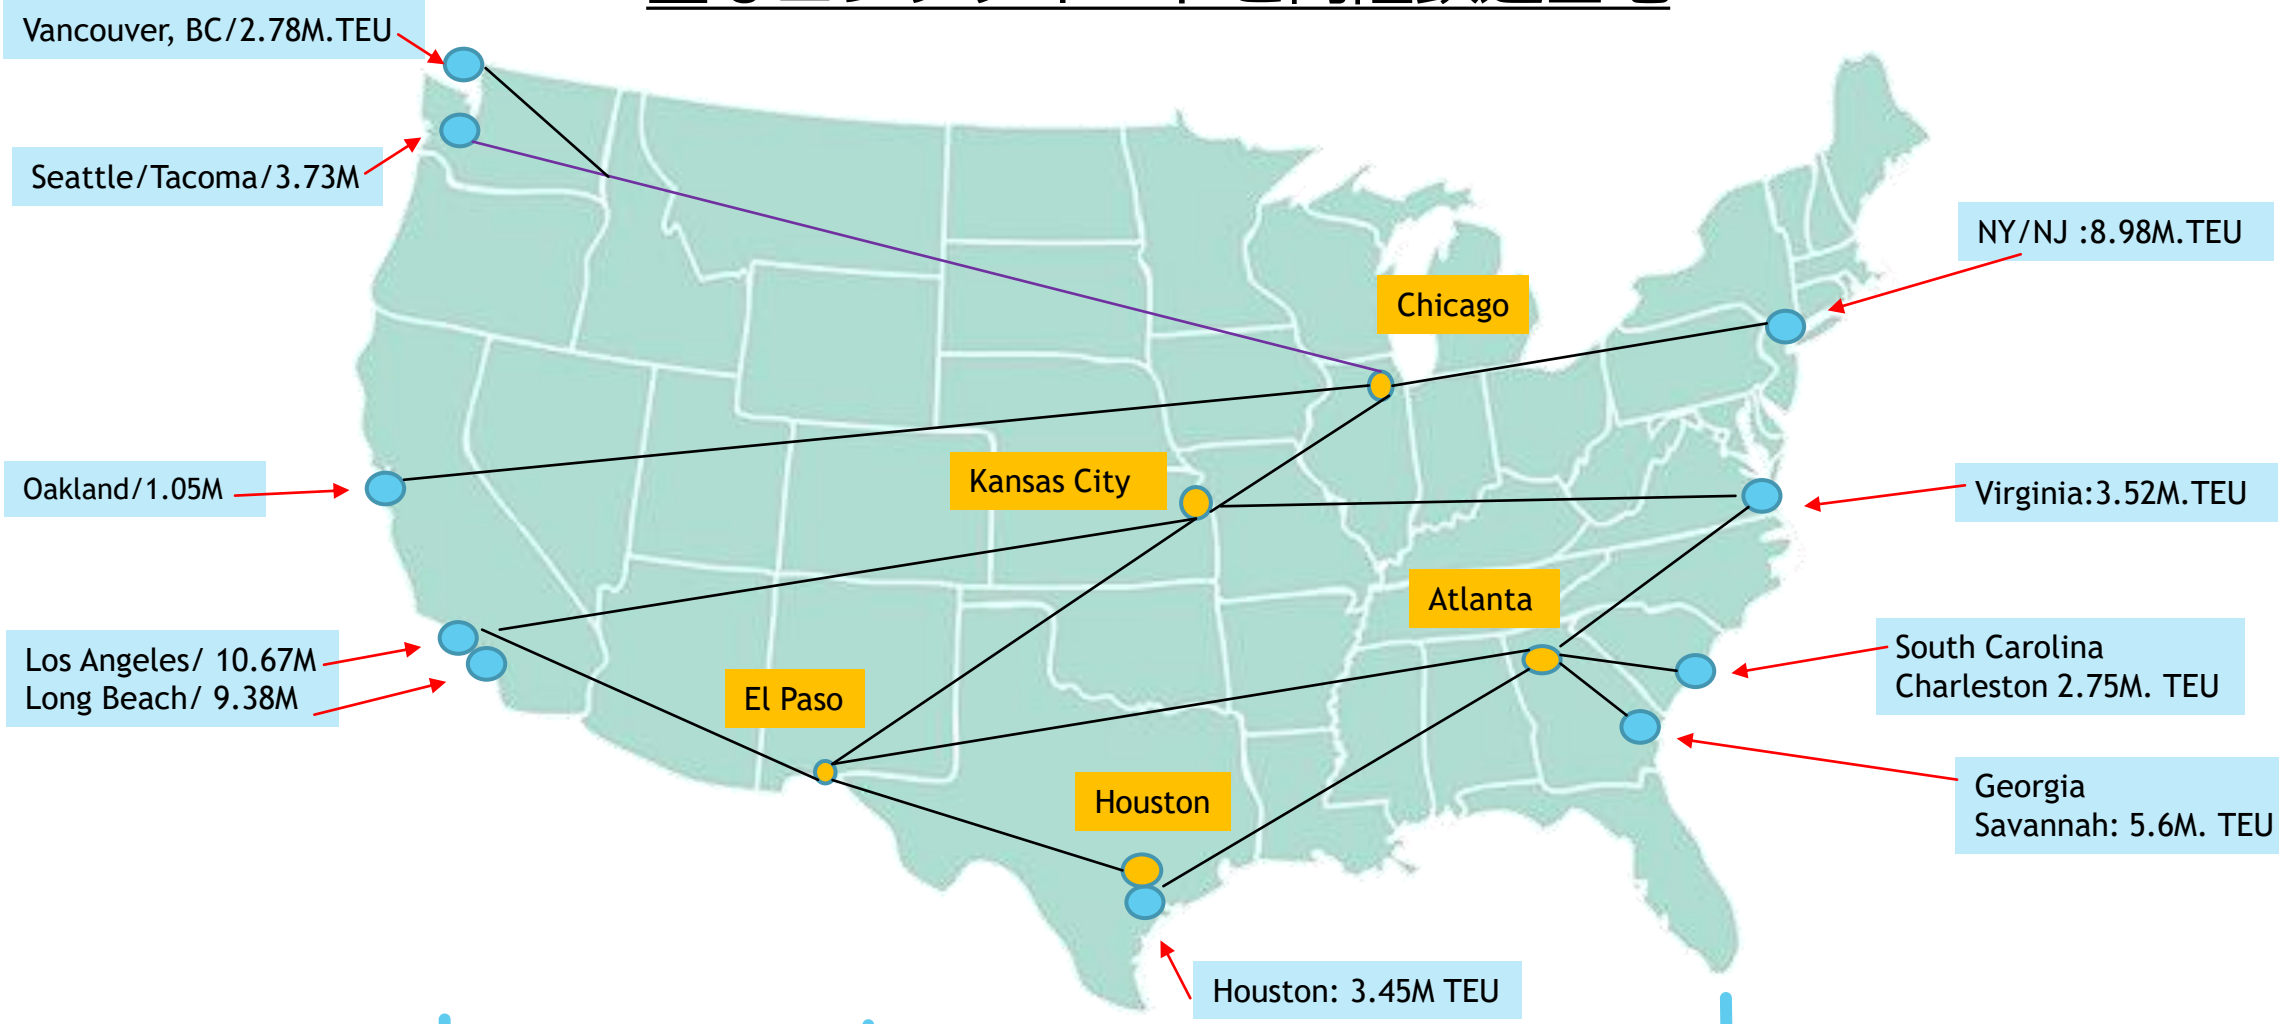 Vancouver, BC/2.78M.TEU
Seattle/Tacoma/3.73M
NY/NJ :8.98M.TEU
Chicago
Oakland/1.05M
Kansas City
Virginia:3.52M.TEU
Atlanta
Los Angeles/ 10.67M
Long Beach/ 9.38M
South Carolina
Charleston 2.75M. TEU
El Paso
Houston
Georgia
Savannah: 5.6M. TEU
Houston: 3.45M TEU